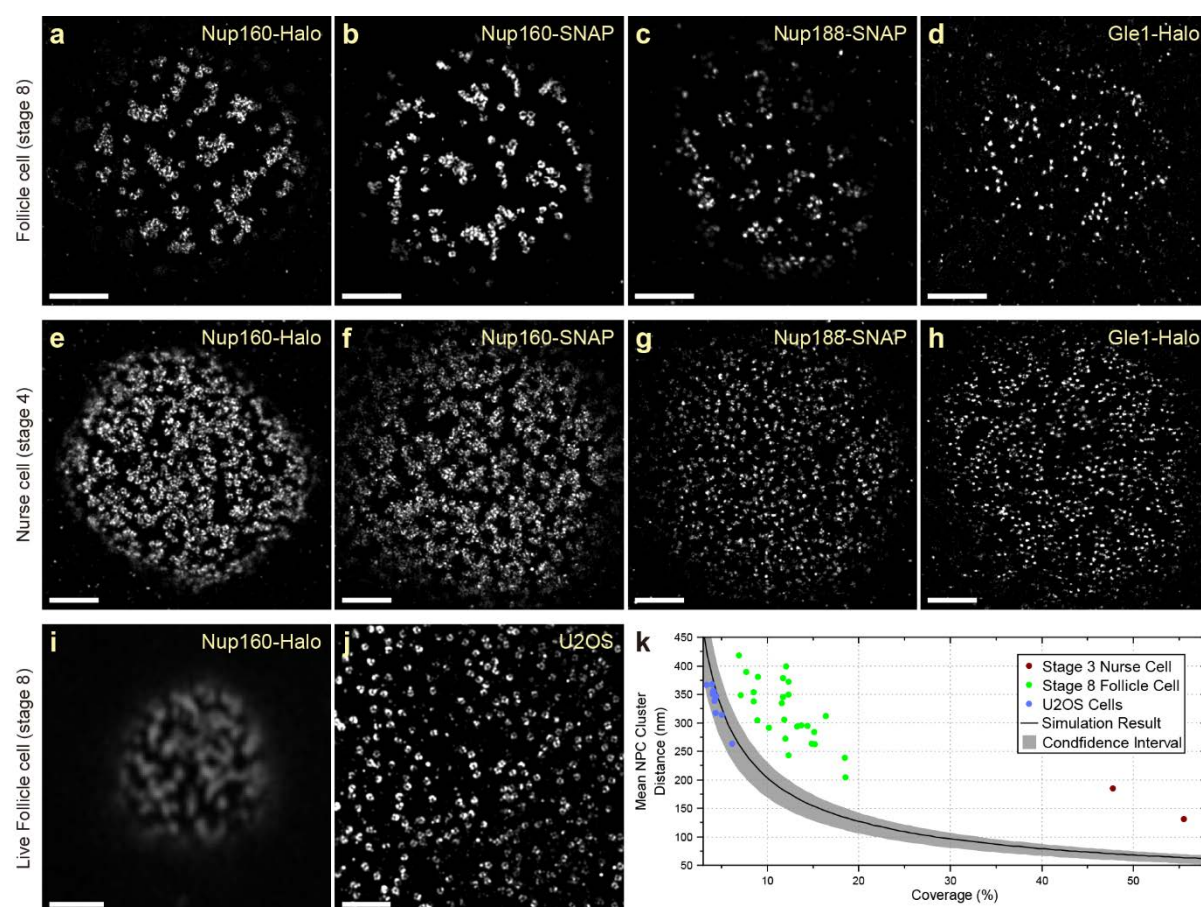 a Nup160-Halo
b Nup160-SNAP
c Nup188-SNAP
d Gle1-Halo
Follicle cell (stage 8)
e Nup160-Halo
f Nup160-SNAP
g Nup188-SNAP
h Gle1-Halo
Nurse cell (stage 4)
i Nup160-Halo
j U2OS
Live Follicle cell (stage 8)
k
Mean NPC Cluster
Distance (nm)
450
400
350
300
250
200
150
100
50
Stage 3 Nurse Cell
Stage 8 Follicle Cell
U2OS Cells
Simulation Result
Condfidence Interval
10 20 30 40 50
Coverage (%)